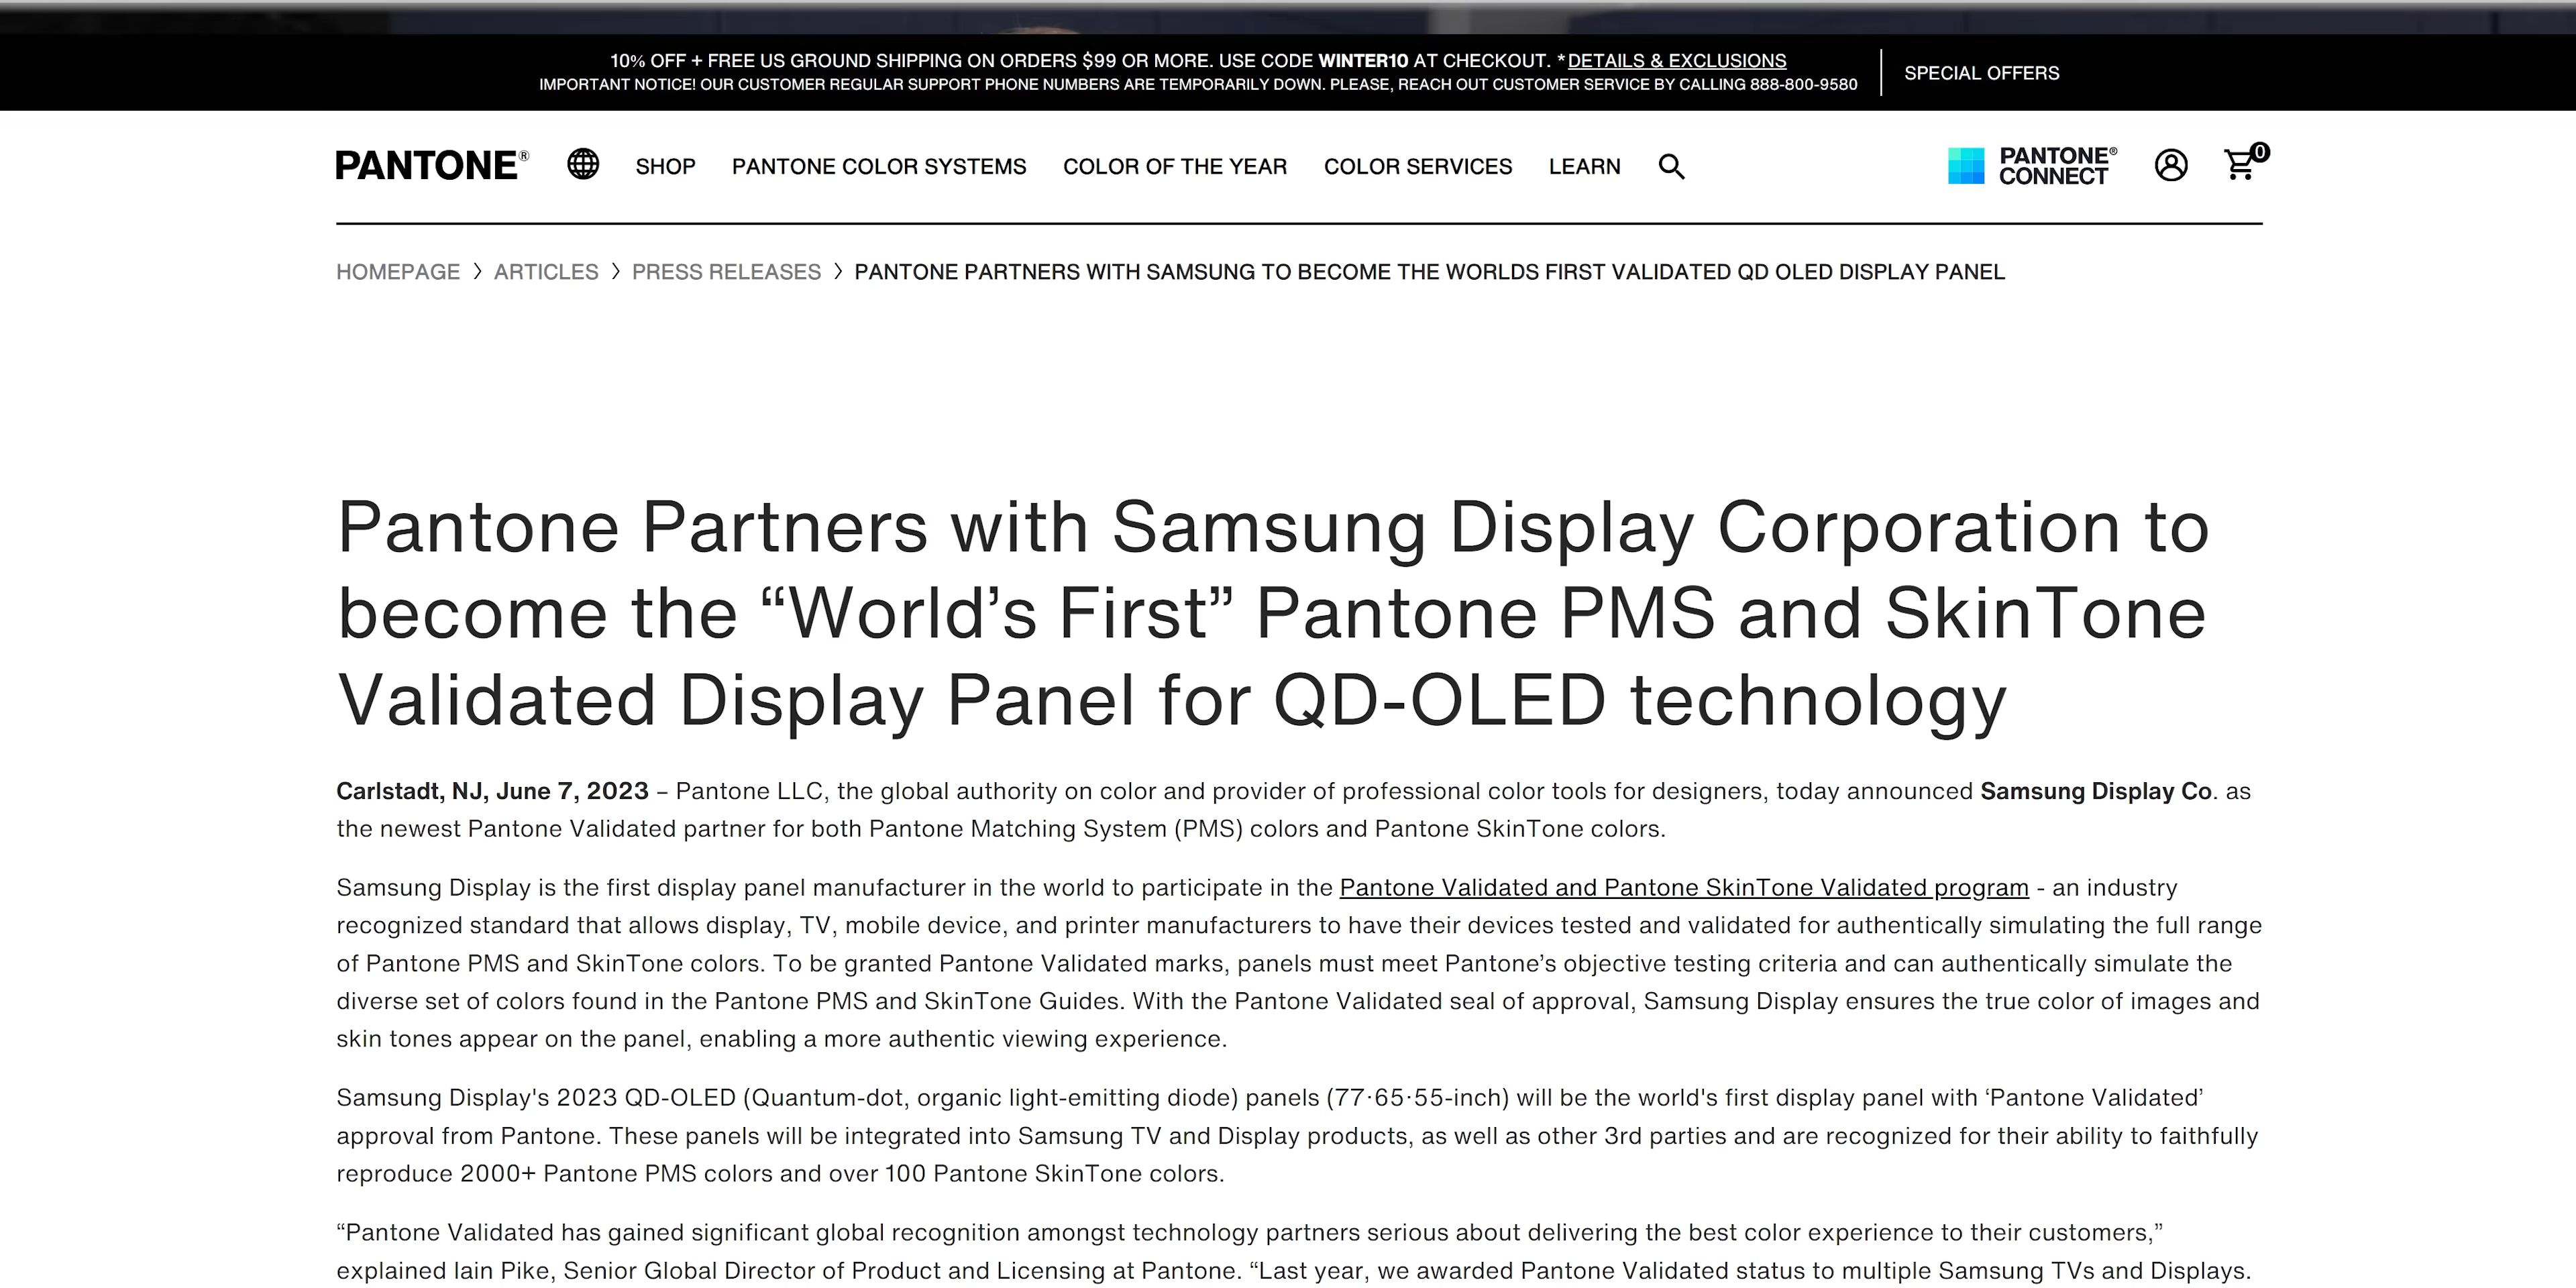 10% OFF + FREE US GROUND SHIPPING ON ORDERS $99 OR MORE. USE CODE WINTER10 AT CHECKOUT. *DETAILS & EXCLUSIONS
IMPORTANT NOTICE! OUR CUSTOMER REGULAR SUPPORT PHONE NUMBERS ARE TEMPORARILY DOWN. PLEASE, REACH OUT CUSTOMER SERVICE BY CALLING 888-800-9580
SPECIAL OFFERS
PANTONE® SHOP PANTONE COLOR SYSTEMS COLOR OF THE YEAR COLOR SERVICES LEARN
PANTONE®
CONNECT
0
HOMEPAGE > ARTICLES > PRESS RELEASES > PANTONE PARTNERS WITH SAMSUNG TO BECOME THE WORLDS FIRST VALIDATED QD OLED DISPLAY PANEL
Pantone Partners with Samsung Display Corporation to
become the “World’s First” Pantone PMS and SkinTone
Validated Display Panel for QD-OLED technology
Carlstadt, NJ, June 7, 2023 – Pantone LLC, the global authority on color and provider of professional color tools for designers, today announced Samsung Display Co. as
the newest Pantone Validated partner for both Pantone Matching System (PMS) colors and Pantone SkinTone colors.
Samsung Display is the first display panel manufacturer in the world to participate in the Pantone Validated and Pantone SkinTone Validated program - an industry
recognized standard that allows display, TV, mobile device, and printer manufacturers to have their devices tested and validated for authentically simulating the full range
of Pantone PMS and SkinTone colors. To be granted Pantone Validated marks, panels must meet Pantone’s objective testing criteria and can authentically simulate the
diverse set of colors found in the Pantone PMS and SkinTone Guides. With the Pantone Validated seal of approval, Samsung Display ensures the true color of images and
skin tones appear on the panel, enabling a more authentic viewing experience.
Samsung Display's 2023 QD-OLED (Quantum-dot, organic light-emitting diode) panels (77·65·55-inch) will be the world's first display panel with ‘Pantone Validated’
approval from Pantone. These panels will be integrated into Samsung TV and Display products, as well as other 3rd parties and are recognized for their ability to faithfully
reproduce 2000+ Pantone PMS colors and over 100 Pantone SkinTone colors.
“Pantone Validated has gained significant global recognition amongst technology partners serious about delivering the best color experience to their customers,”
explained Iain Pike, Senior Global Director of Product and Licensing at Pantone. “Last year, we awarded Pantone Validated status to multiple Samsung TVs and Displays.